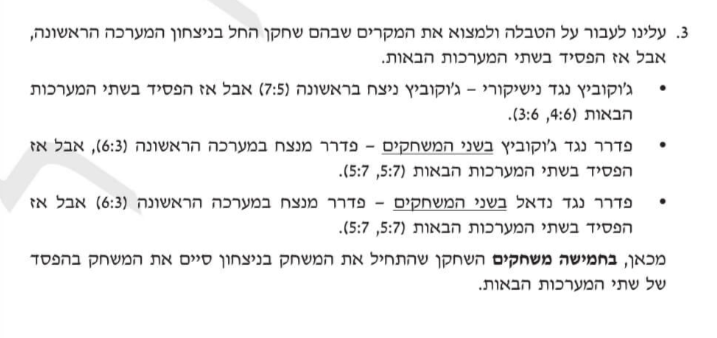 3. עלינו לעבור על הטבלה ולמצוא את המקרים שבהם שחקן החל בניצחון המערכה הראשונה,
אבל אז הפסיד בשתי המערכות הבאות.
• ג'וקוביץ נגד נישיקורי – ג'וקוביץ ניצח בראשונה (7:5) אבל אז הפסיד בשתי המערכות
הבאות (4:6, 3:6).
• פדרר נגד ג'וקוביץ בשני המשחקים – פדרר מנצח במערכה הראשונה (6:3), אבל אז
הפסיד בשתי המערכות הבאות (5:7, 5:7).
• פדרר נגד נדאל בשני המשחקים – פדרר מנצח במערכה הראשונה (6:3) אבל אז
הפסיד בשתי המערכות הבאות (5:7, 5:7).
מכאן, בחמישה משחקים השחקן שהתחיל את המשחק בניצחון סיים את המשחק בהפסד
של שתי המערכות הבאות.